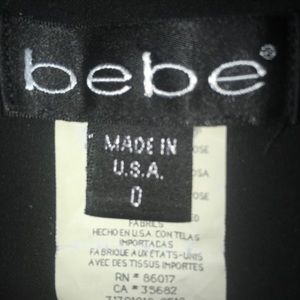 bebe®
MADE IN
U.S.A.
0
FABRICS
HECHO EN U.S.A. CON TELAS
IMPORTADAS
FABRIQUE AUX ETATS-UNIS
AVEC DES TISSUS IMPORTES
RN # 86017
CA # 35682